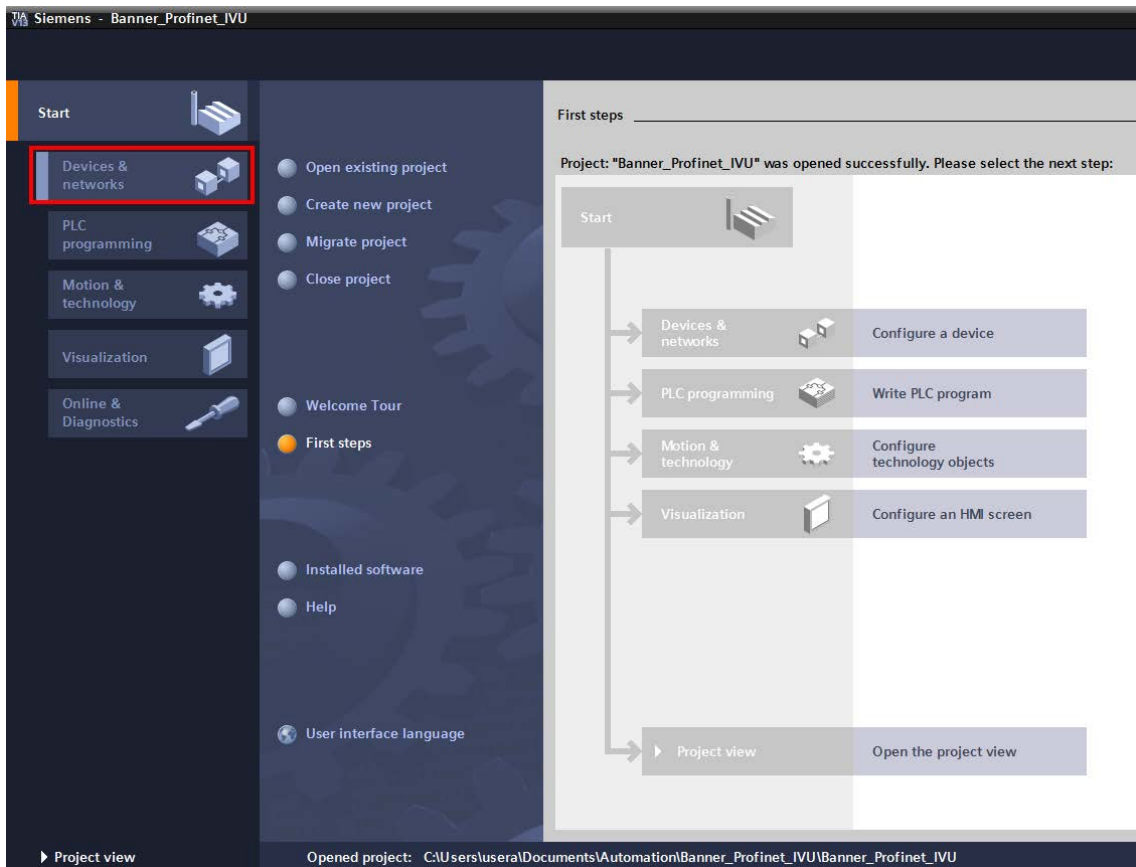 TIA V13 Siemens - Banner_Profinet_IVU
Start
Devices &
networks
PLC
programming
Motion &
technology
Visualization
Online &
Diagnostics
Open existing project
Create new project
Migrate project
Close project
Welcome Tour
First steps
Installed software
Help
User interface language
First steps
Project: "Banner_Profinet_IVU" was opened successfully. Please select the next step:
Start
Devices &
networks
Configure a device
PLC programming
Write PLC program
Motion &
technology
Configure
technology objects
Visualization
Configure an HMI screen
Project view
Open the project view
Project view
Opened project: C:\Users\usera\Documents\Automation\Banner_Profinet_IVU\Banner_Profinet_IVU